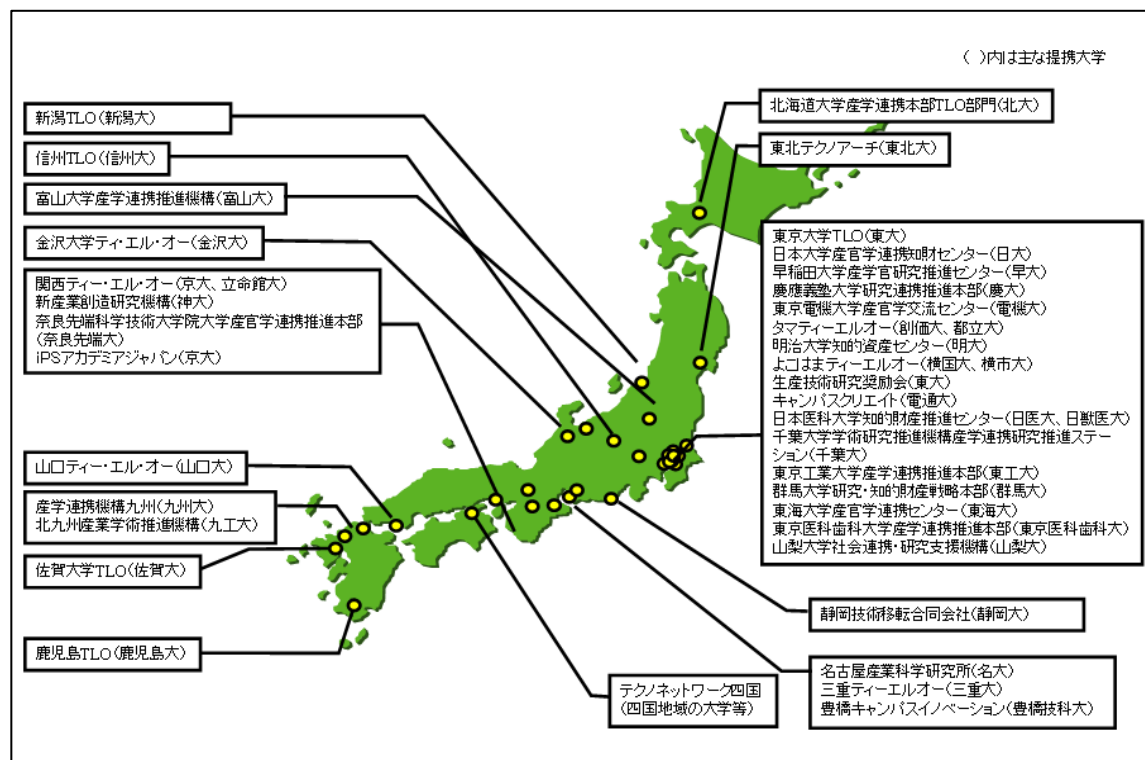 ( )内は主な提携大学
新潟TLO(新潟大)
信州TLO(信州大)
富山大学産学連携推進機構(富山大)
金沢大学ティ・エル・オー(金沢大)
関西ティー・エル・オー(京大、立命館大)
新産業創造研究機構(神大)
奈良先端科学技術大学院大学産官学連携推進本部
(奈良先端大)
iPSアカデミアジャパン(京大)
山口ティー・エル・オー(山口大)
産学連携機構九州(九州大)
北九州産業学術推進機構(九工大)
佐賀大学TLO(佐賀大)
鹿児島TLO(鹿児島大)
北海道大学産学連携本部TLO部門(北大)
東北テクノアーチ(東北大)
東京大学TLO(東大)
日本大学産官学連携知財センター(日大)
早稲田大学産学官研究推進センター(早大)
慶應義塾大学研究連携推進本部(慶大)
東京電機大学産官学交流センター(電機大)
タマティーエルオー(創価大、都立大)
明治大学知的資産センター(明大)
よこはまティーエルオー(横国大、横市大)
生産技術研究奨励会(東大)
キャンパスクリエイト(電通大)
日本医科大学知的財産推進センター(日医大、日獣医大)
千葉大学学術研究推進機構産学連携研究推進ステー
ション(千葉大)
東京工業大学産学連携推進本部(東工大)
群馬大学研究・知的財産戦略本部(群馬大)
東海大学産官学連携センター(東海大)
東京医科歯科大学産学連携推進本部(東京医科歯科大)
山梨大学社会連携・研究支援機構(山梨大)
静岡技術移転合同会社(静岡大)
テクノネットワーク四国
(四国地域の大学等)
名古屋産業科学研究所(名大)
三重ティーエルオー(三重大)
豊橋キャンパスイノベーション(豊橋技科大)